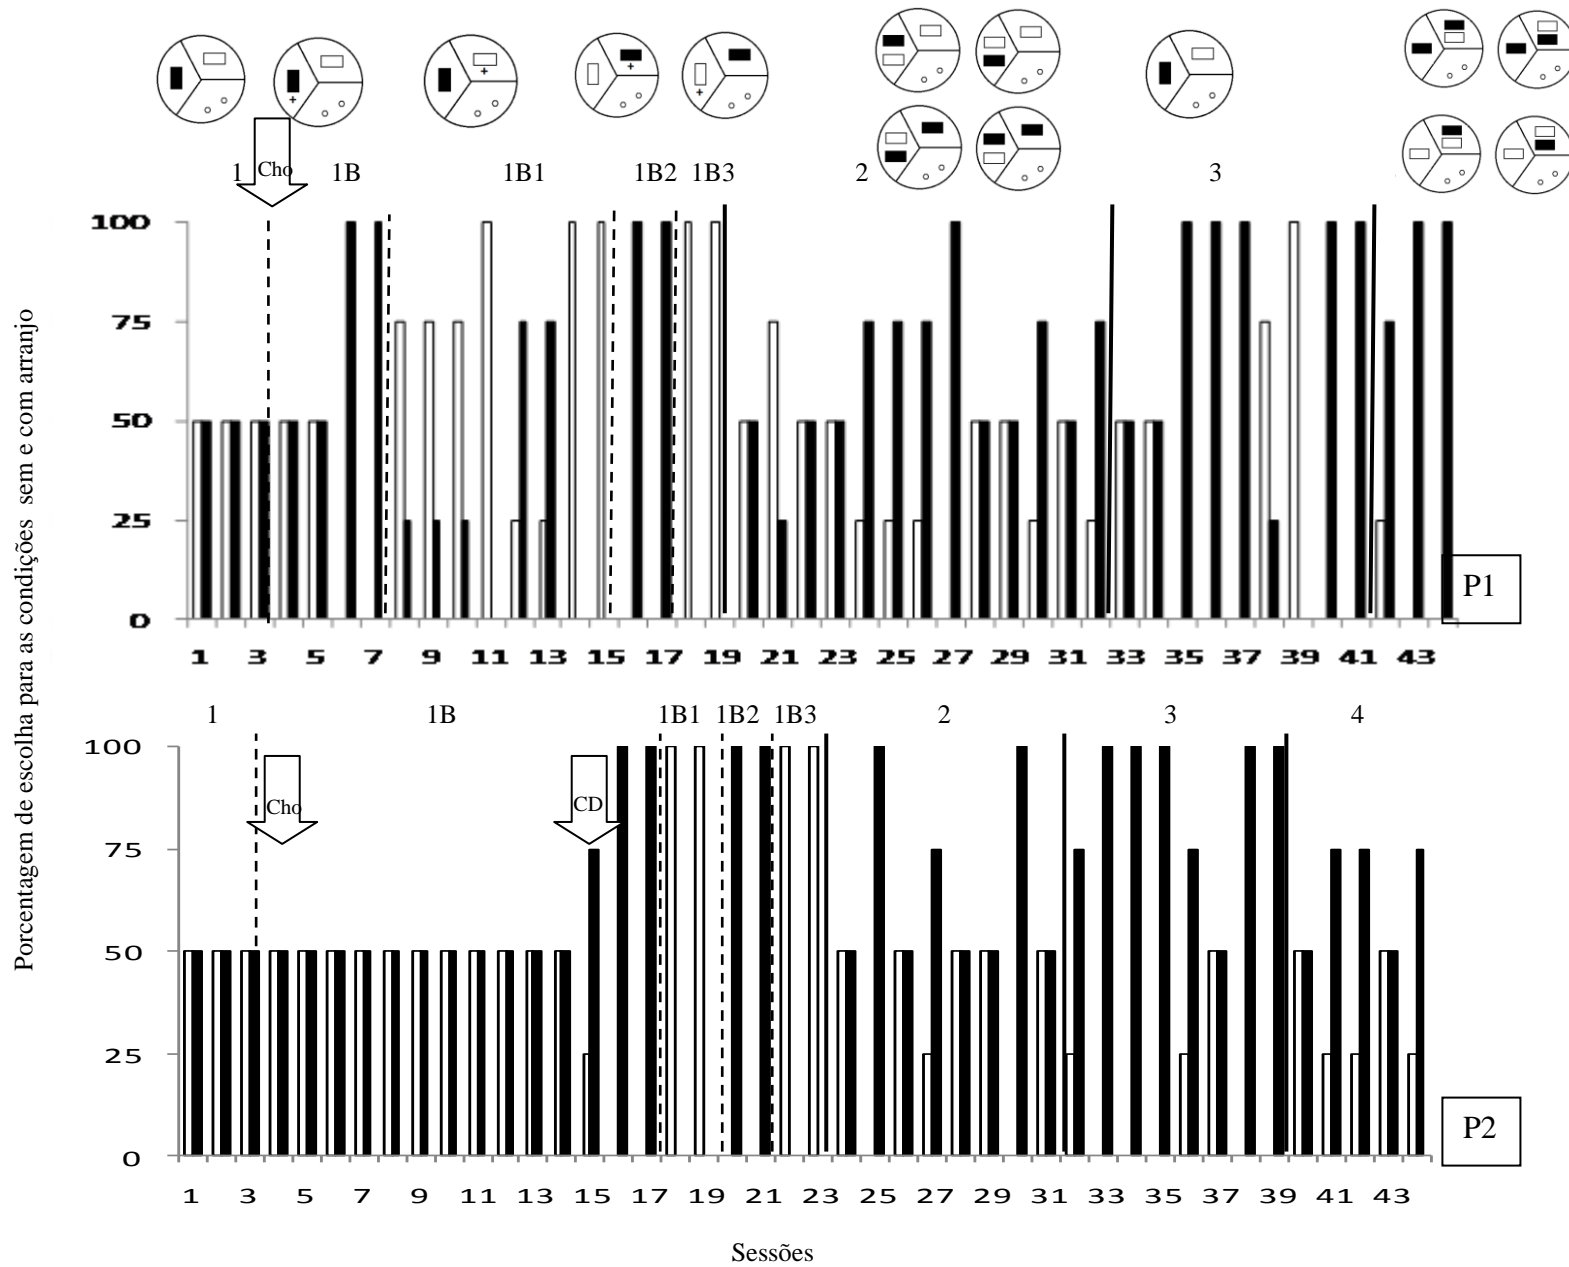 1 Cho 1B 1B1 1B2 1B3 2 3
+ + + +
100
75
50
25
0
P1
1 3 5 7 9 11 13 15 17 19 21 23 25 27 29 31 33 35 37 39 41 43
Porcentagem de escolha para as condições sem e com arranjo
1 1B 1B1 1B2 1B3 2 3 4
100
Cho CD
75
50
25
0
P2
1 3 5 7 9 11 13 15 17 19 21 23 25 27 29 31 33 35 37 39 41 43
Sessões